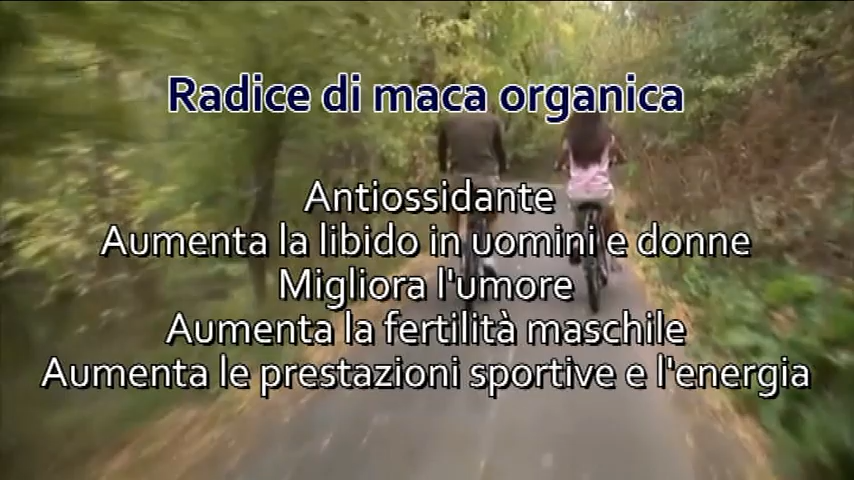 Radice di maca organica
Antiossidante
Aumenta la libido in uomini e donne
Migliora l'umore
Aumenta la fertilità maschile
Aumenta le prestazioni sportive e l'energia